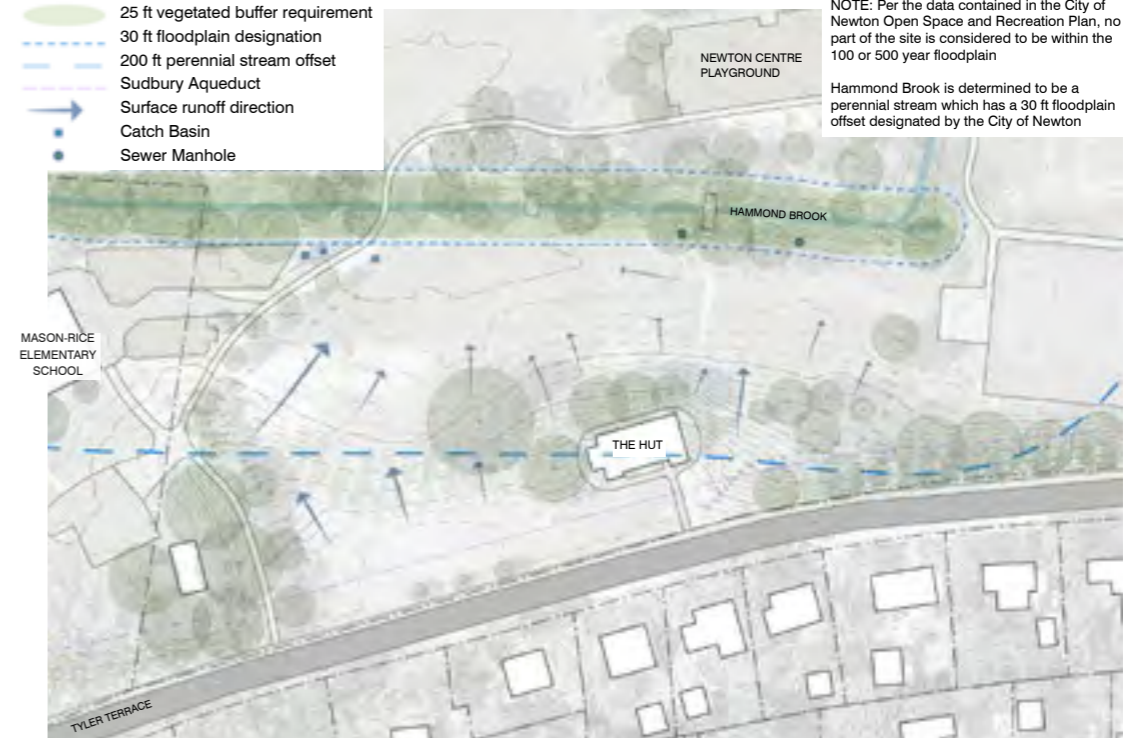 25 ft vegetated buffer requirement
30 ft floodplain designation
200 ft perennial stream offset
Sudbury Aqueduct
Surface runoff direction
Catch Basin
Sewer Manhole
NOTE: Per the data contained in the City of
Newton Open Space and Recreation Plan, no
part of the site is considered to be within the
100 or 500 year floodplain
Hammond Brook is determined to be a
perennial stream which has a 30 ft floodplain
offset designated by the City of Newton
NEWTON CENTRE
PLAYGROUND
HAMMOND BROOK
MASON-RICE
ELEMENTARY
SCHOOL
THE HUT
TYLER TERRACE